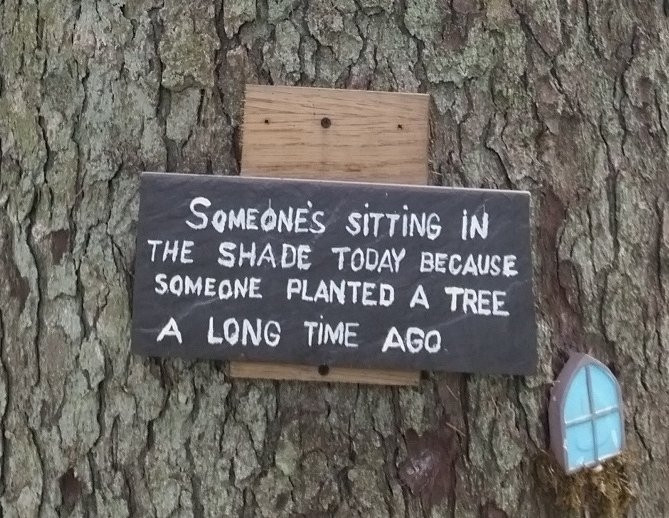 SOMEONE'S SITTING IN
THE SHADE TODAY BECAUSE
SOMEONE PLANTED A TREE
A LONG TIME AGO